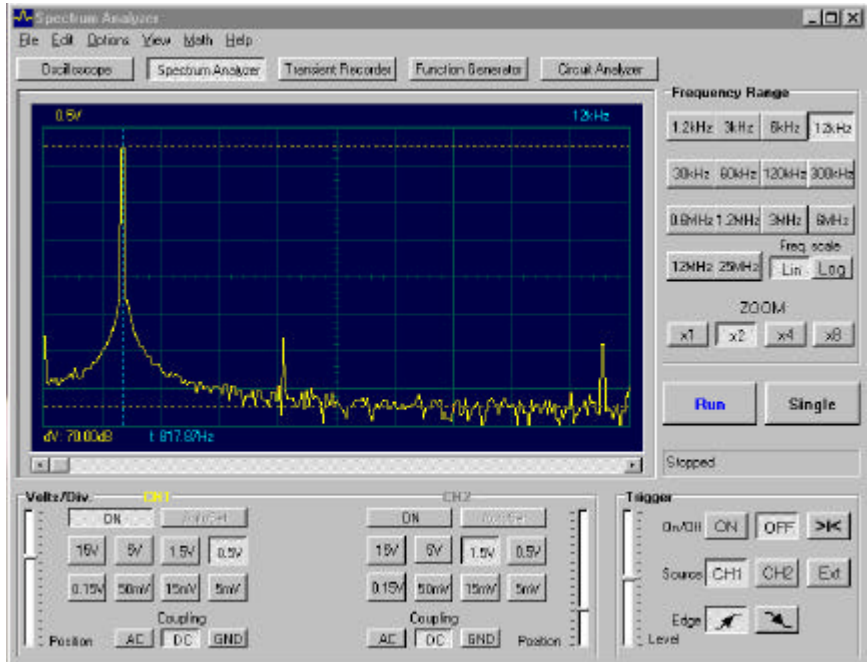 Spectrum Analyzer
File Edit Options View Math Help
Oscilloscope Spectrum Analyzer Transient Recorder Function Generator Circuit Analyzer
0.5V 12kHz
dV: 70.00dB f: 817.87Hz
Frequency Range
1.2kHz 3kHz 6kHz 12kHz
30kHz 60kHz 120kHz 300kHz
0.6MHz 1.2MHz 3MHz 6MHz
Freq. scale
12MHz 25MHz Lin Log
ZOOM
x1 x2 x4 x8
Run Single
Stopped
Volts/Div. CH1 CH2
ON AutoSet ON AutoSet
15V 5V 1.5V 0.5V 15V 5V 1.5V 0.5V
0.15V 50mV 15mV 5mV 0.15V 50mV 15mV 5mV
Coupling Coupling
Position AC DC GND AC DC GND Position
Trigger
On/Off ON OFF
Source CH1 CH2 Ext.
Edge
Level